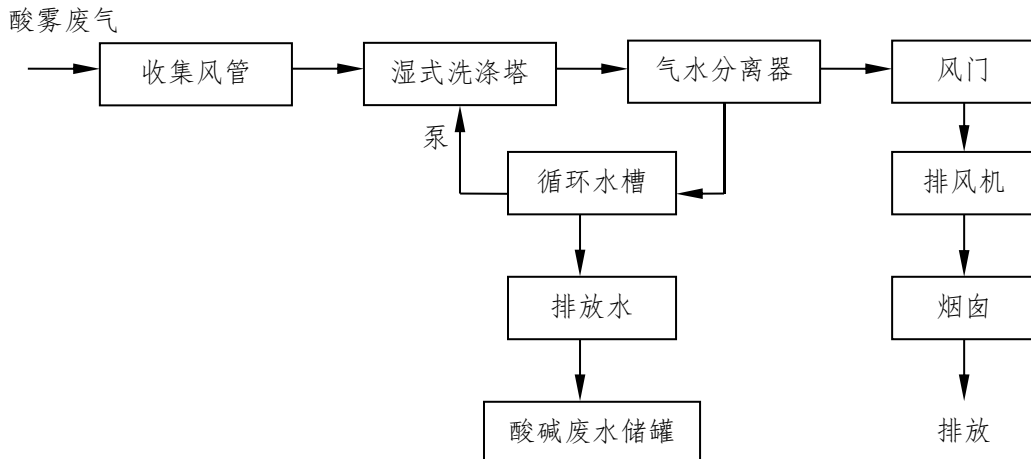 酸雾废气
收集风管
湿式洗涤塔
气水分离器
风门
泵
循环水槽
排风机
排放水
烟囱
酸碱废水储罐
排放